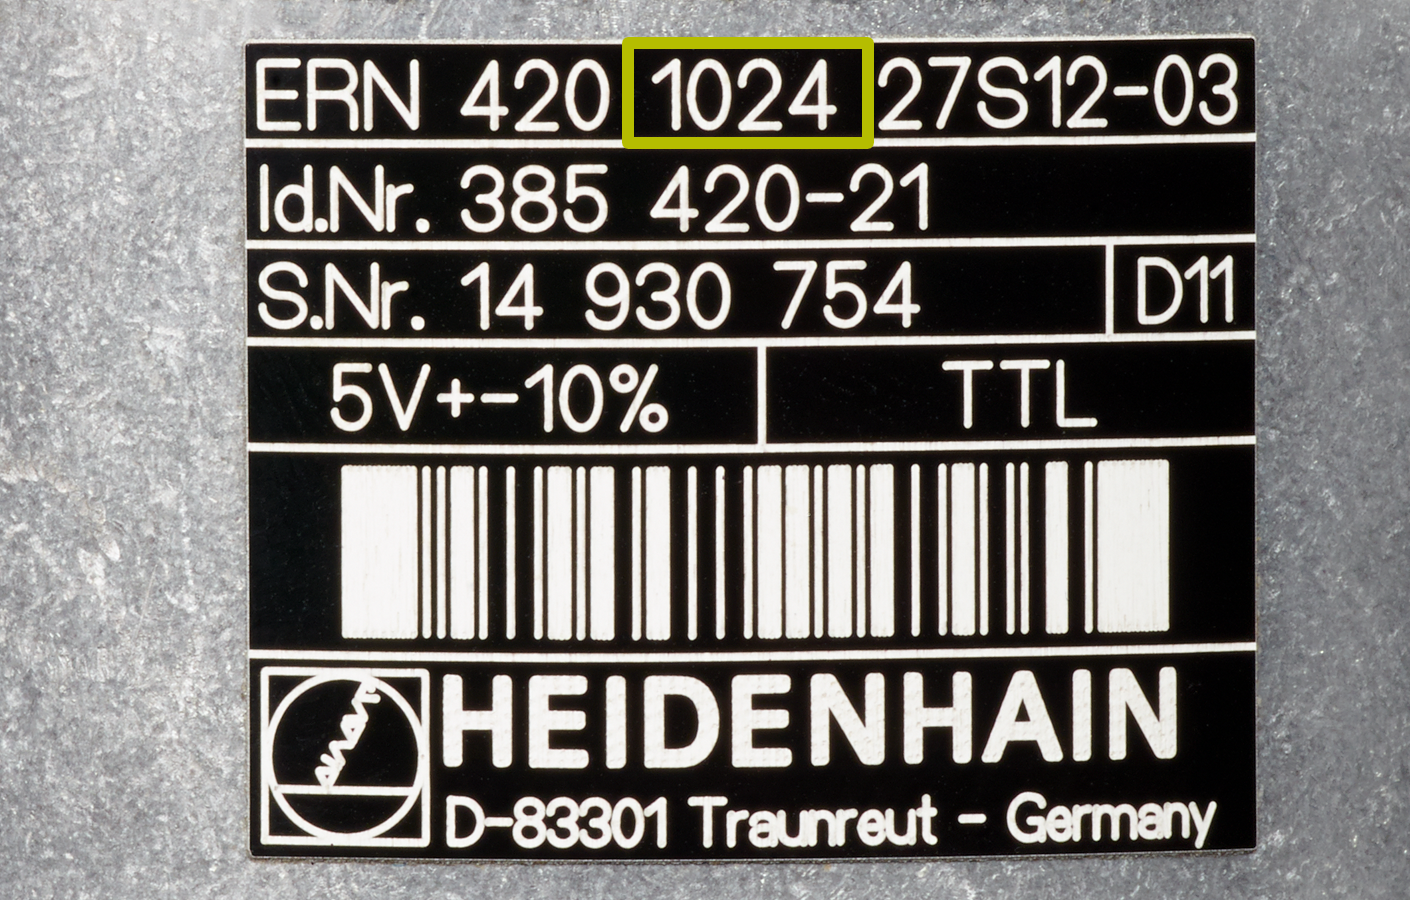 ERN 420 1024 27S12-03
Id.Nr. 385 420-21
S.Nr. 14 930 754 D11
5V+-10% TTL
HEIDENHAIN
D-83301 Traunreut - Germany